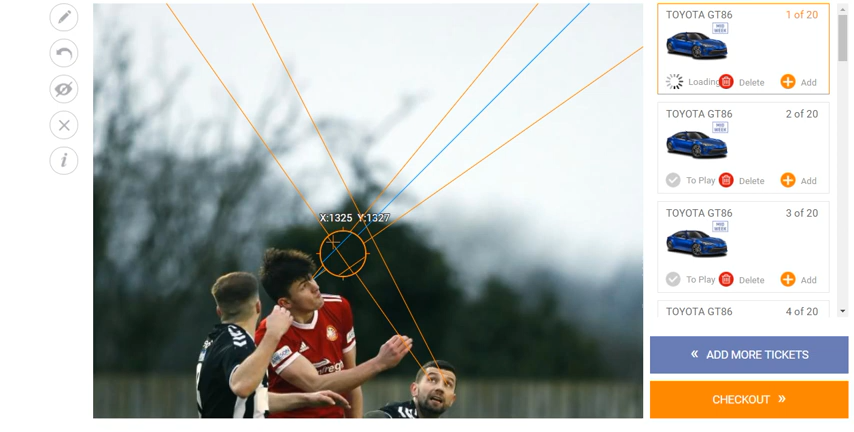 TOYOTA GT86 1 of 20
MID WEEK
Loading Delete Add
TOYOTA GT86 2 of 20
MID WEEK
To Play Delete Add
TOYOTA GT86 3 of 20
MID WEEK
To Play Delete Add
TOYOTA GT86 4 of 20
X:1325 Y:1327
« ADD MORE TICKETS
CHECKOUT »